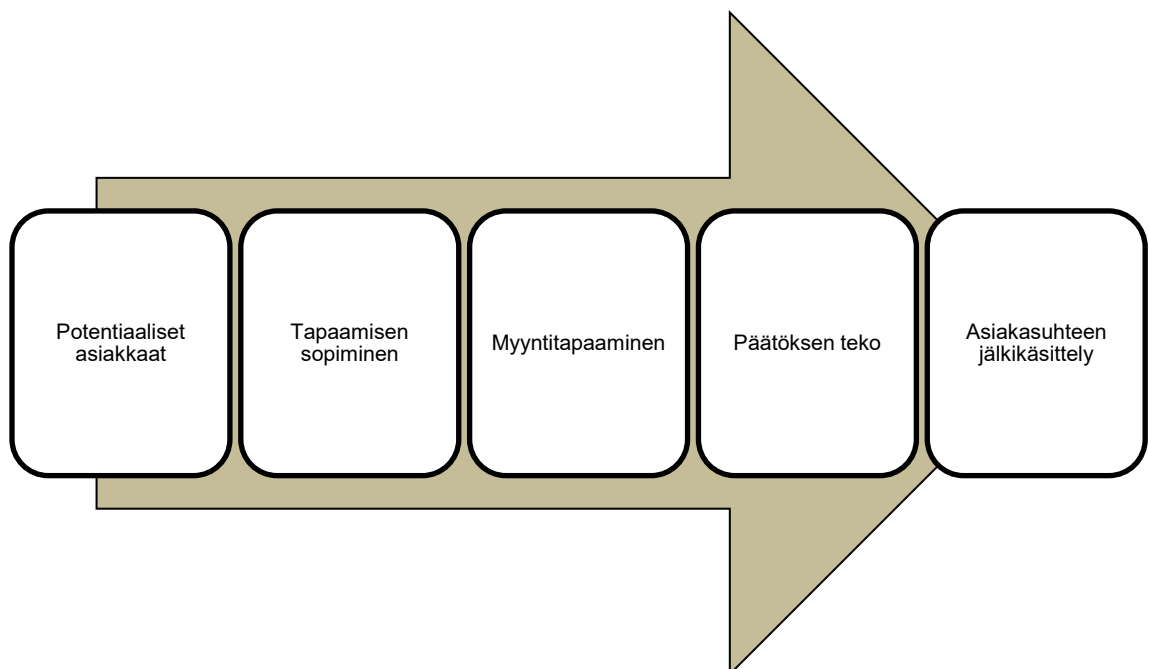 Potentiaaliset
asiakkaat
Tapaamisen
sopiminen
Myyntitapaaminen
Päätöksen teko
Asiakasuhteen
jälkikäsittely